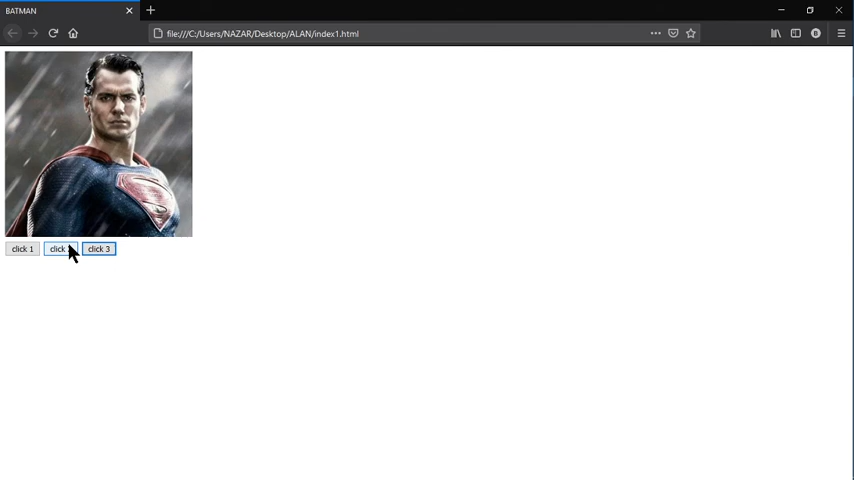 BATMAN
file:///C:/Users/NAZAR/Desktop/ALAN/index1.html
click 1
click
click 3